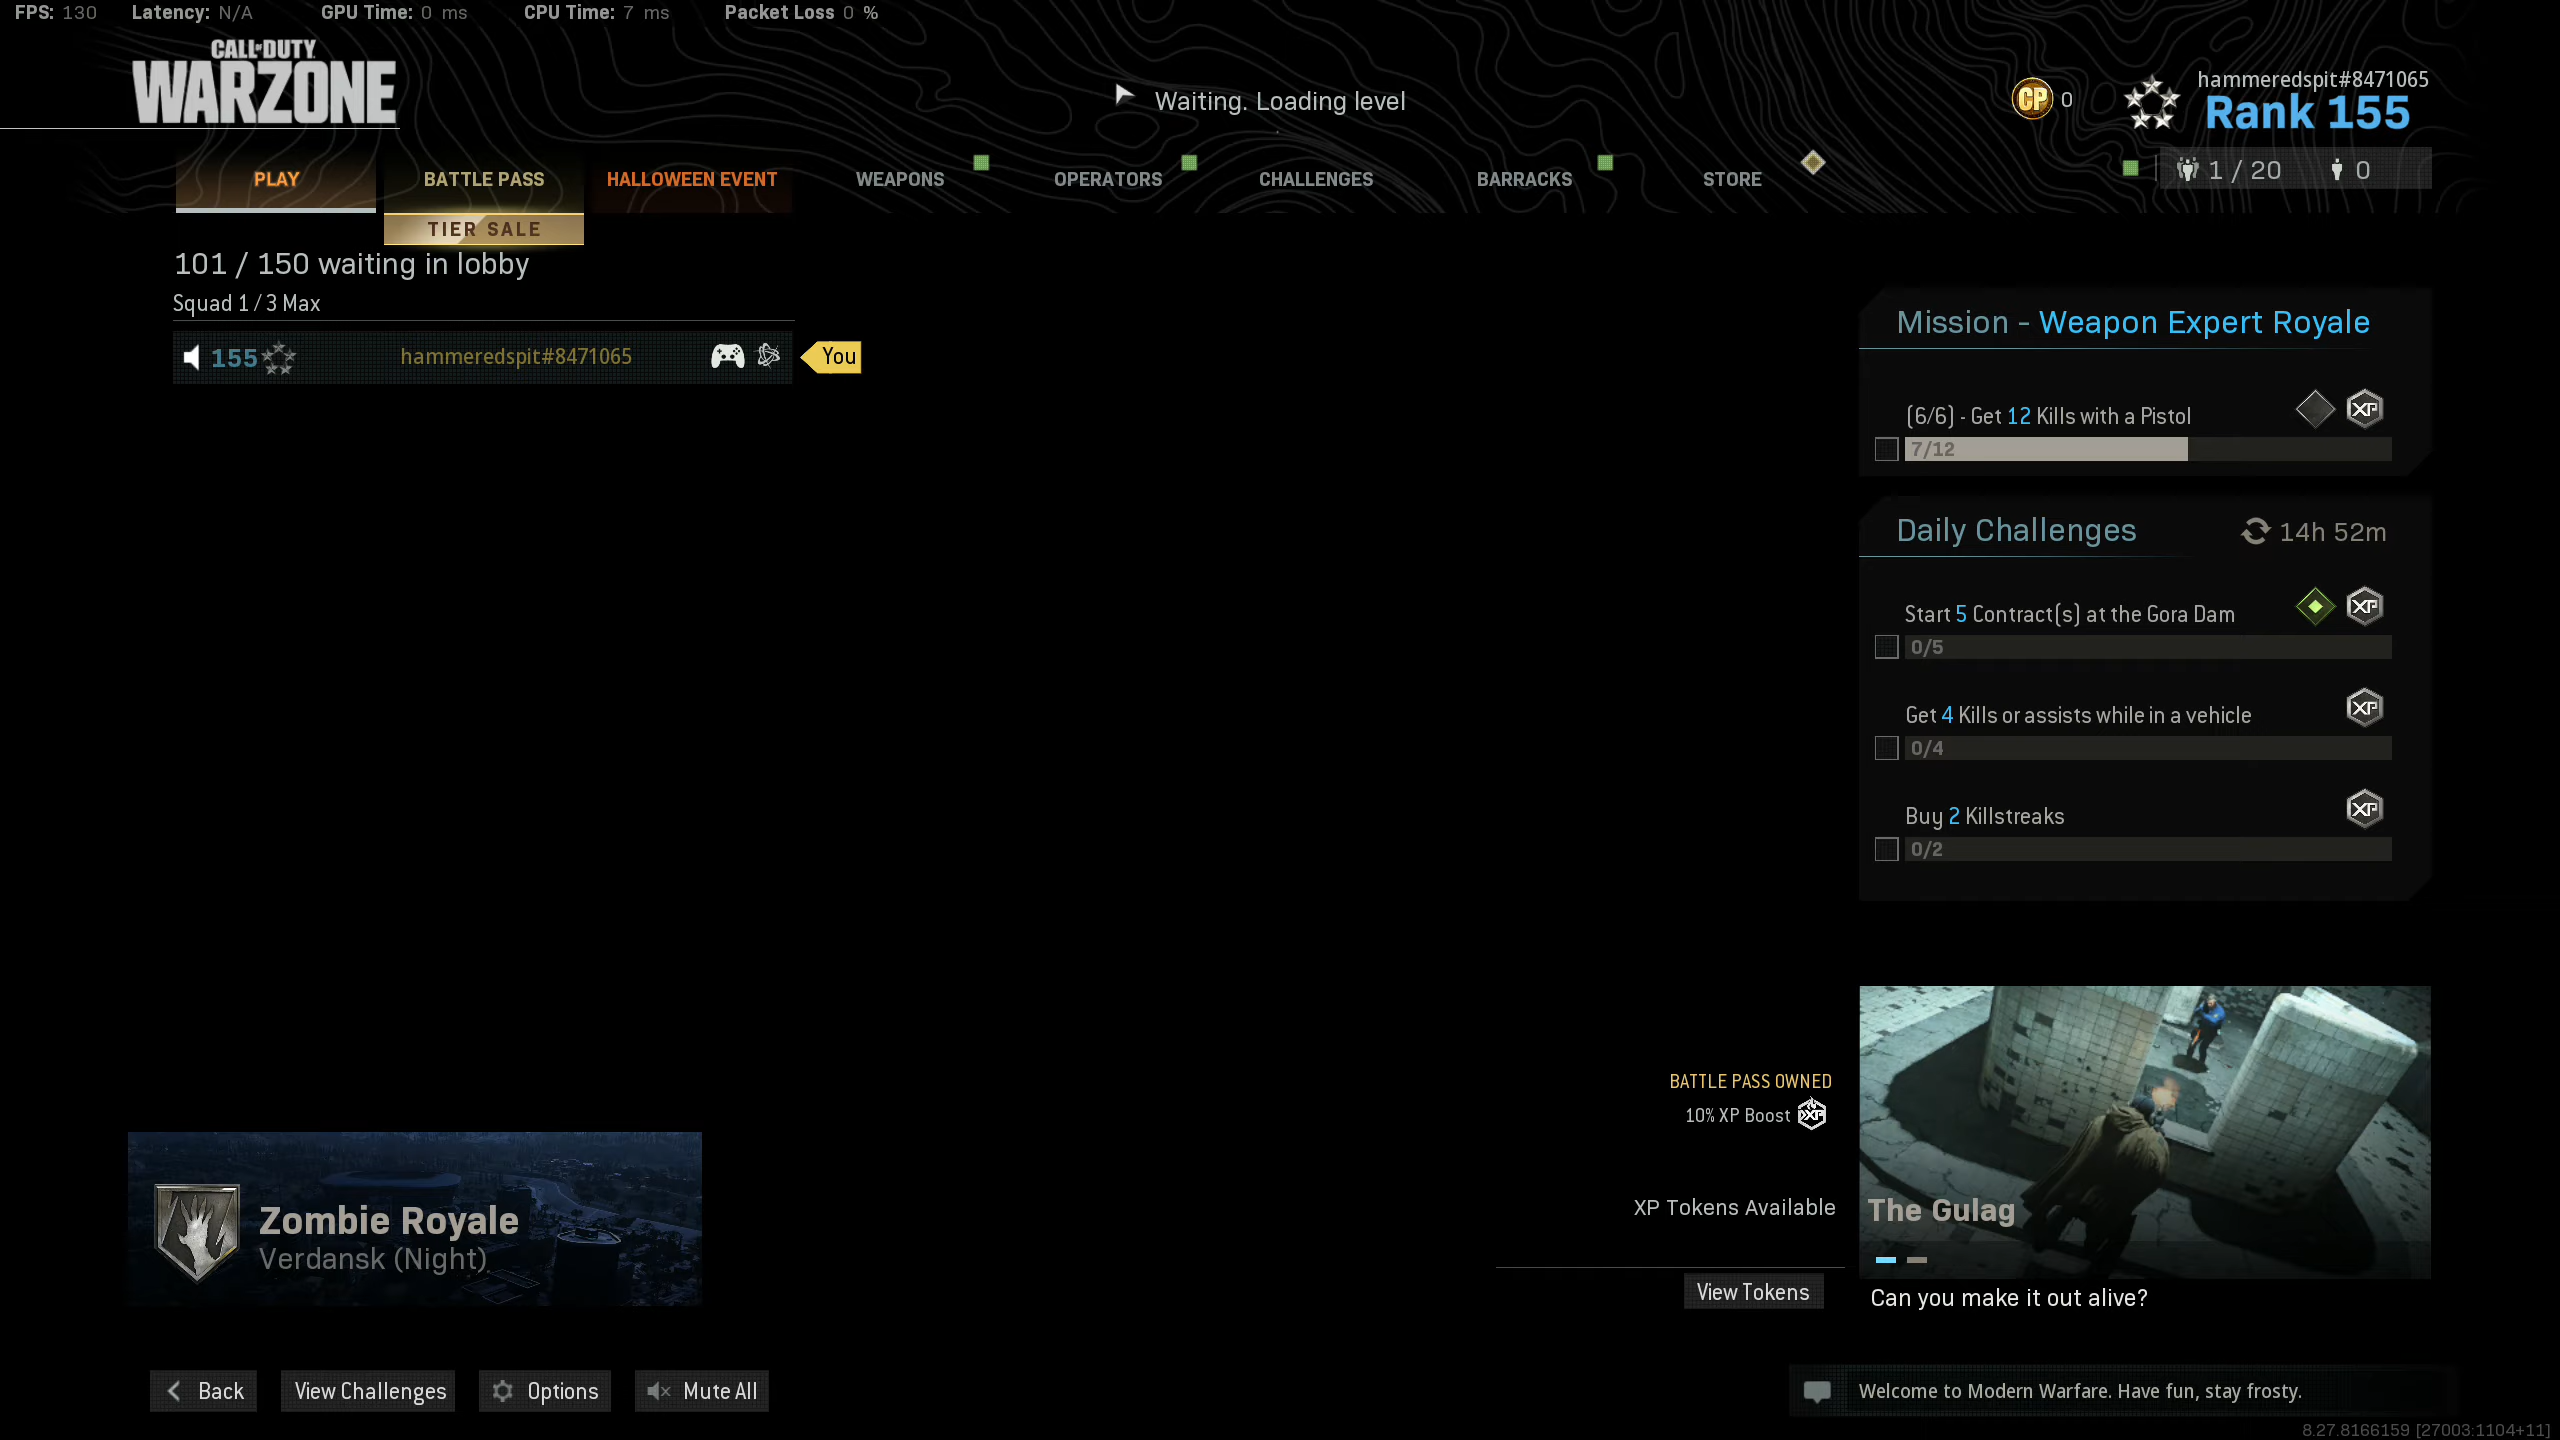 FPS: 130 Latency: N/A GPU Time: 0 ms CPU Time: 7 ms Packet Loss 0 %
CALL OF DUTY
WARZONE
Waiting. Loading level
CP 0
hammeredspit#8471065
Rank 155
1 / 20 0
PLAY BATTLE PASS HALLOWEEN EVENT WEAPONS OPERATORS CHALLENGES BARRACKS STORE
TIER SALE
101 / 150 waiting in lobby
Squad 1 / 3 Max
155 hammeredspit#8471065 You
Mission - Weapon Expert Royale
(6/6) - Get 12 Kills with a Pistol XP
7/12
Daily Challenges 14h 52m
Start 5 Contract(s) at the Gora Dam XP
0/5
Get 4 Kills or assists while in a vehicle XP
0/4
Buy 2 Killstreaks XP
0/2
BATTLE PASS OWNED
10% XP Boost XP
XP Tokens Available
View Tokens
The Gulag
Can you make it out alive?
Zombie Royale
Verdansk (Night)
Back View Challenges Options Mute All
Welcome to Modern Warfare. Have fun, stay frosty.
8.27.8166159 [27003:1104+11]